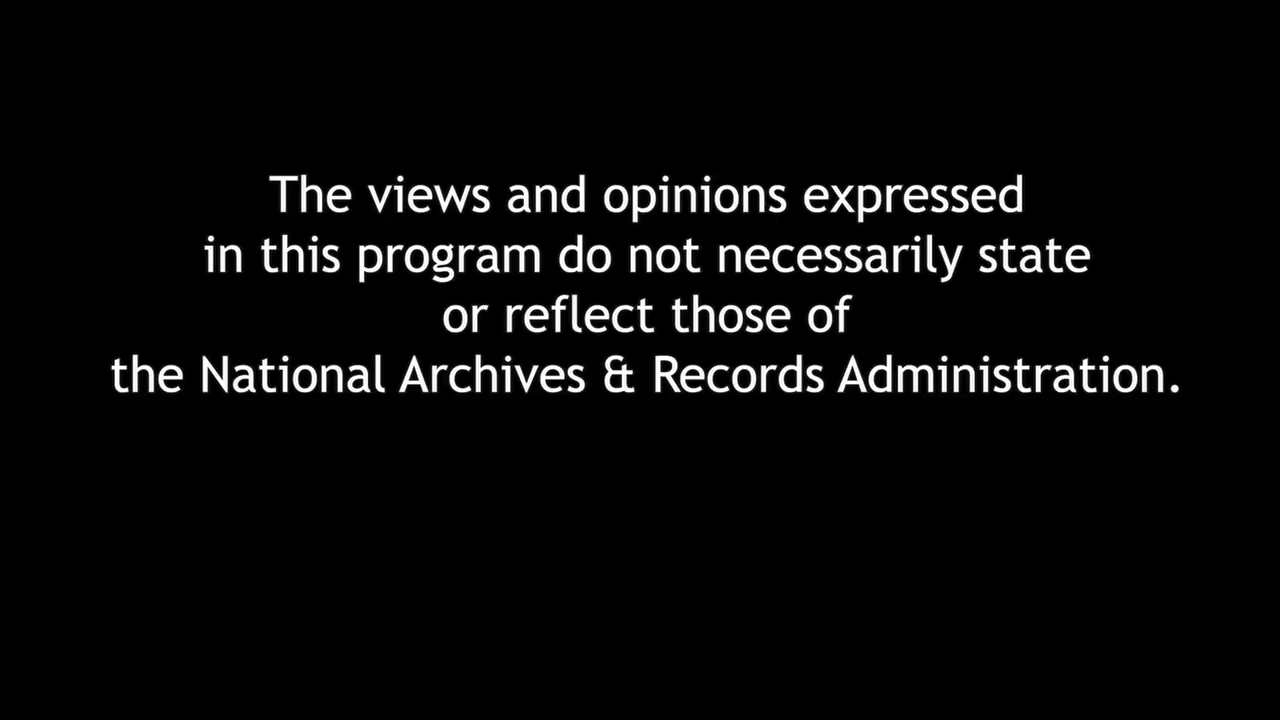 The views and opinions expressed
in this program do not necessarily state
or reflect those of
the National Archives & Records Administration.